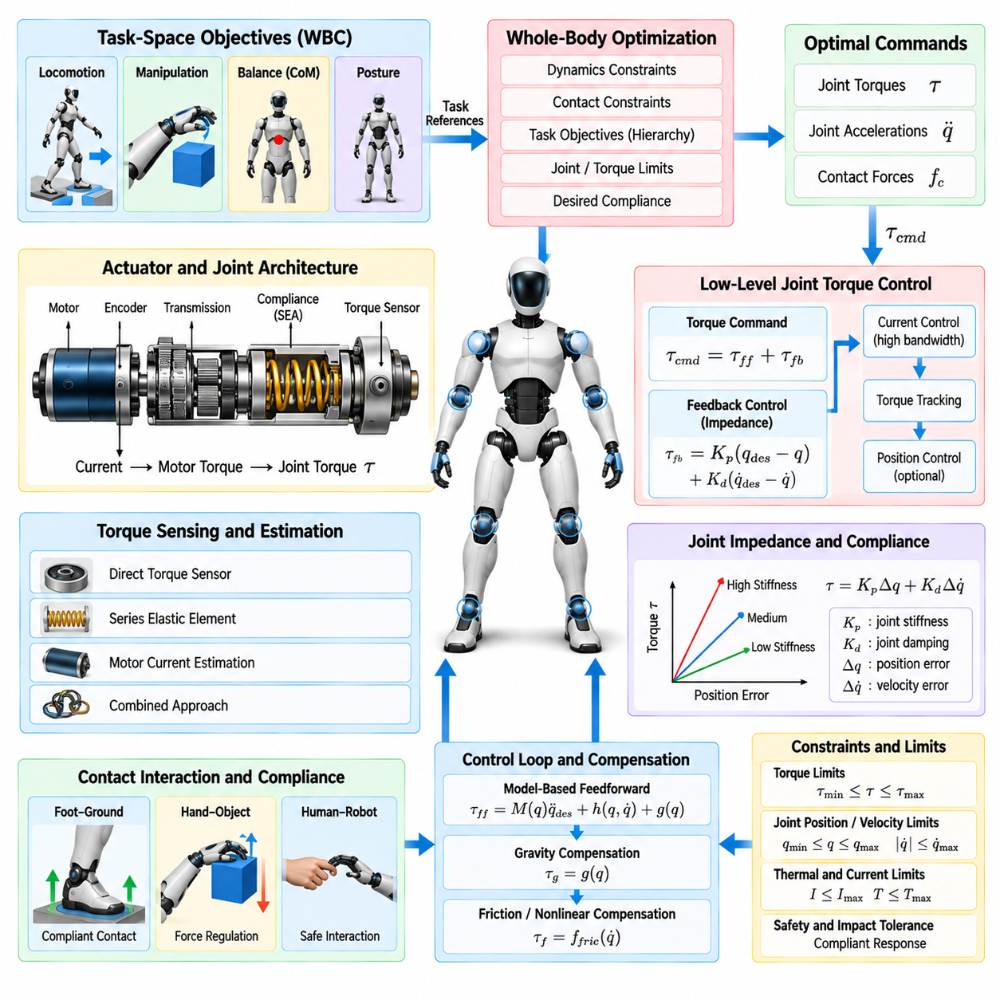 Task-Space Objectives (WBC)
Locomotion
Manipulation
Balance (CoM)
Posture
Task
References
Whole-Body Optimization
Dynamics Constraints
Contact Constraints
Task Objectives (Hierarchy)
Joint / Torque Limits
Desired Compliance
Optimal Commands
Joint Torques τ
Joint Accelerations q̈
Contact Forces f_c
τ_cmd
Actuator and Joint Architecture
Motor
Encoder
Transmission
Compliance
(SEA)
Torque Sensor
Current → Motor Torque → Joint Torque τ
Low-Level Joint Torque Control
Torque Command
τ_cmd = τ_ff + τ_fb
Feedback Control
(Impedance)
τ_fb = K_p(q_des − q)
+ K_d(q̇_des − q̇)
Current Control
(high bandwidth)
Torque Tracking
Position Control
(optional)
Torque Sensing and Estimation
Direct Torque Sensor
Series Elastic Element
Motor Current Estimation
Combined Approach
Joint Impedance and Compliance
Torque τ
High Stiffness
Medium
Low Stiffness
Position Error
τ = K_pΔq + K_dΔq̇
K_p : joint stiffness
K_d : joint damping
Δq : position error
Δq̇ : velocity error
Contact Interaction and Compliance
Foot-Ground
Compliant Contact
Hand-Object
Force Regulation
Human-Robot
Safe Interaction
Control Loop and Compensation
Model-Based Feedforward
τ_ff = M(q)q̈_des + h(q, q̇) + g(q)
Gravity Compensation
τ_g = g(q)
Friction / Nonlinear Compensation
τ_f = f_fric(q̇)
Constraints and Limits
Torque Limits
τ_min ≤ τ ≤ τ_max
Joint Position / Velocity Limits
q_min ≤ q ≤ q_max |q̇| ≤ q̇_max
Thermal and Current Limits
I ≤ I_max T ≤ T_max
Safety and Impact Tolerance
Compliant Response